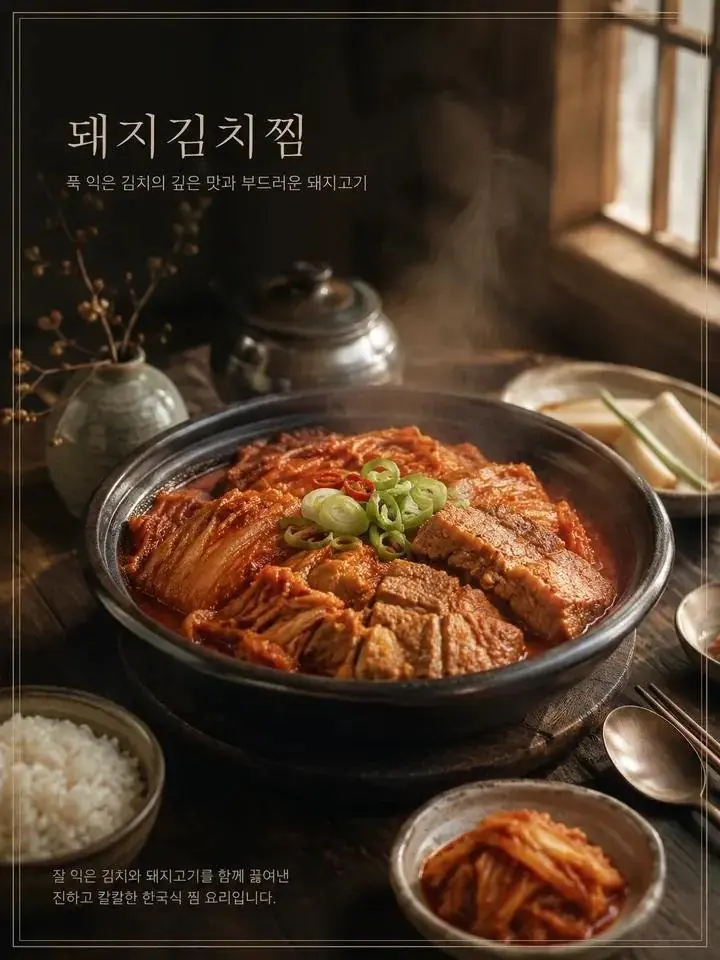 돼지김치찜
푹 익은 김치의 깊은 맛과 부드러운 돼지고기
잘 익은 김치와 돼지고기를 함께 끓여낸
진하고 칼칼한 한국식 찜 요리입니다.